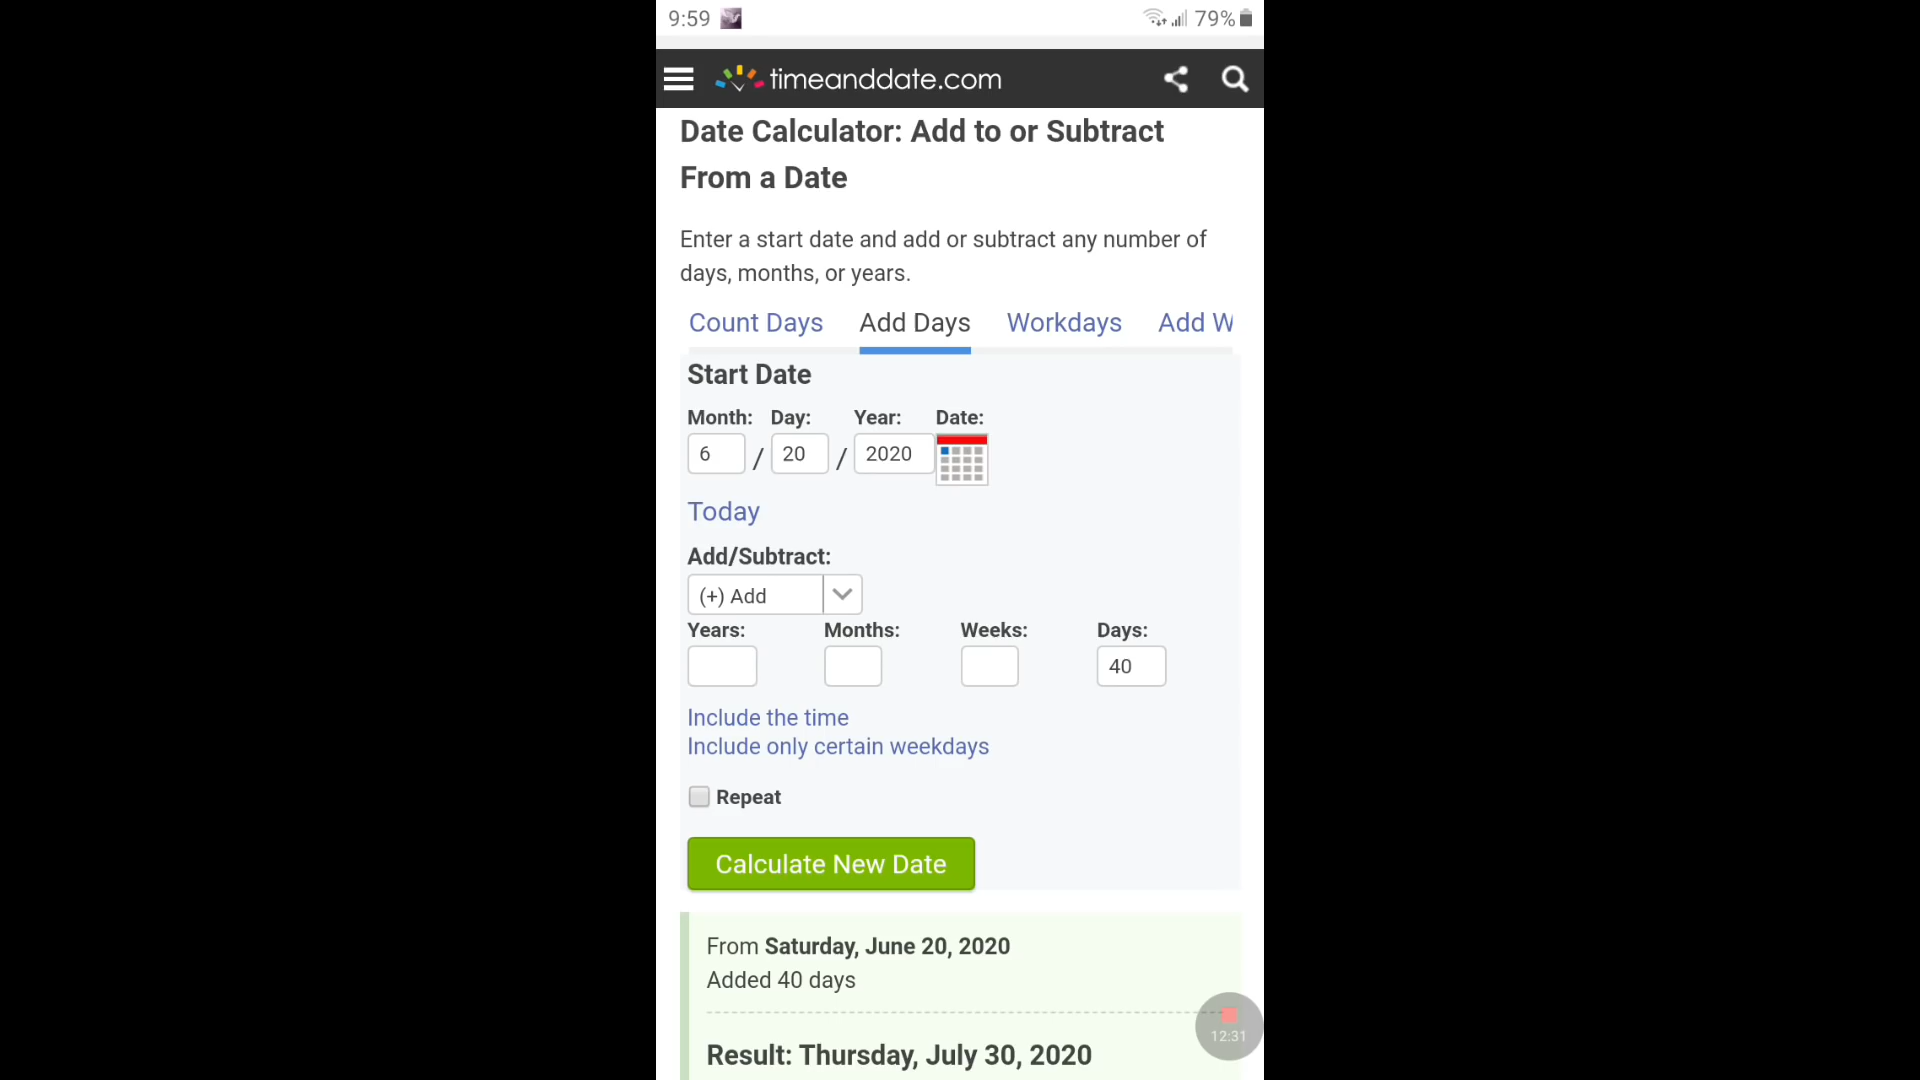 9:59 79%
timeanddate.com
Date Calculator: Add to or Subtract
From a Date
Enter a start date and add or subtract any number of
days, months, or years.
Count Days Add Days Workdays Add W
Start Date
Month: Day: Year: Date:
6 / 20 / 2020
Today
Add/Subtract:
(+) Add
Years: Months: Weeks: Days:
40
Include the time
Include only certain weekdays
Repeat
Calculate New Date
From Saturday, June 20, 2020
Added 40 days
12:31
Result: Thursday, July 30, 2020